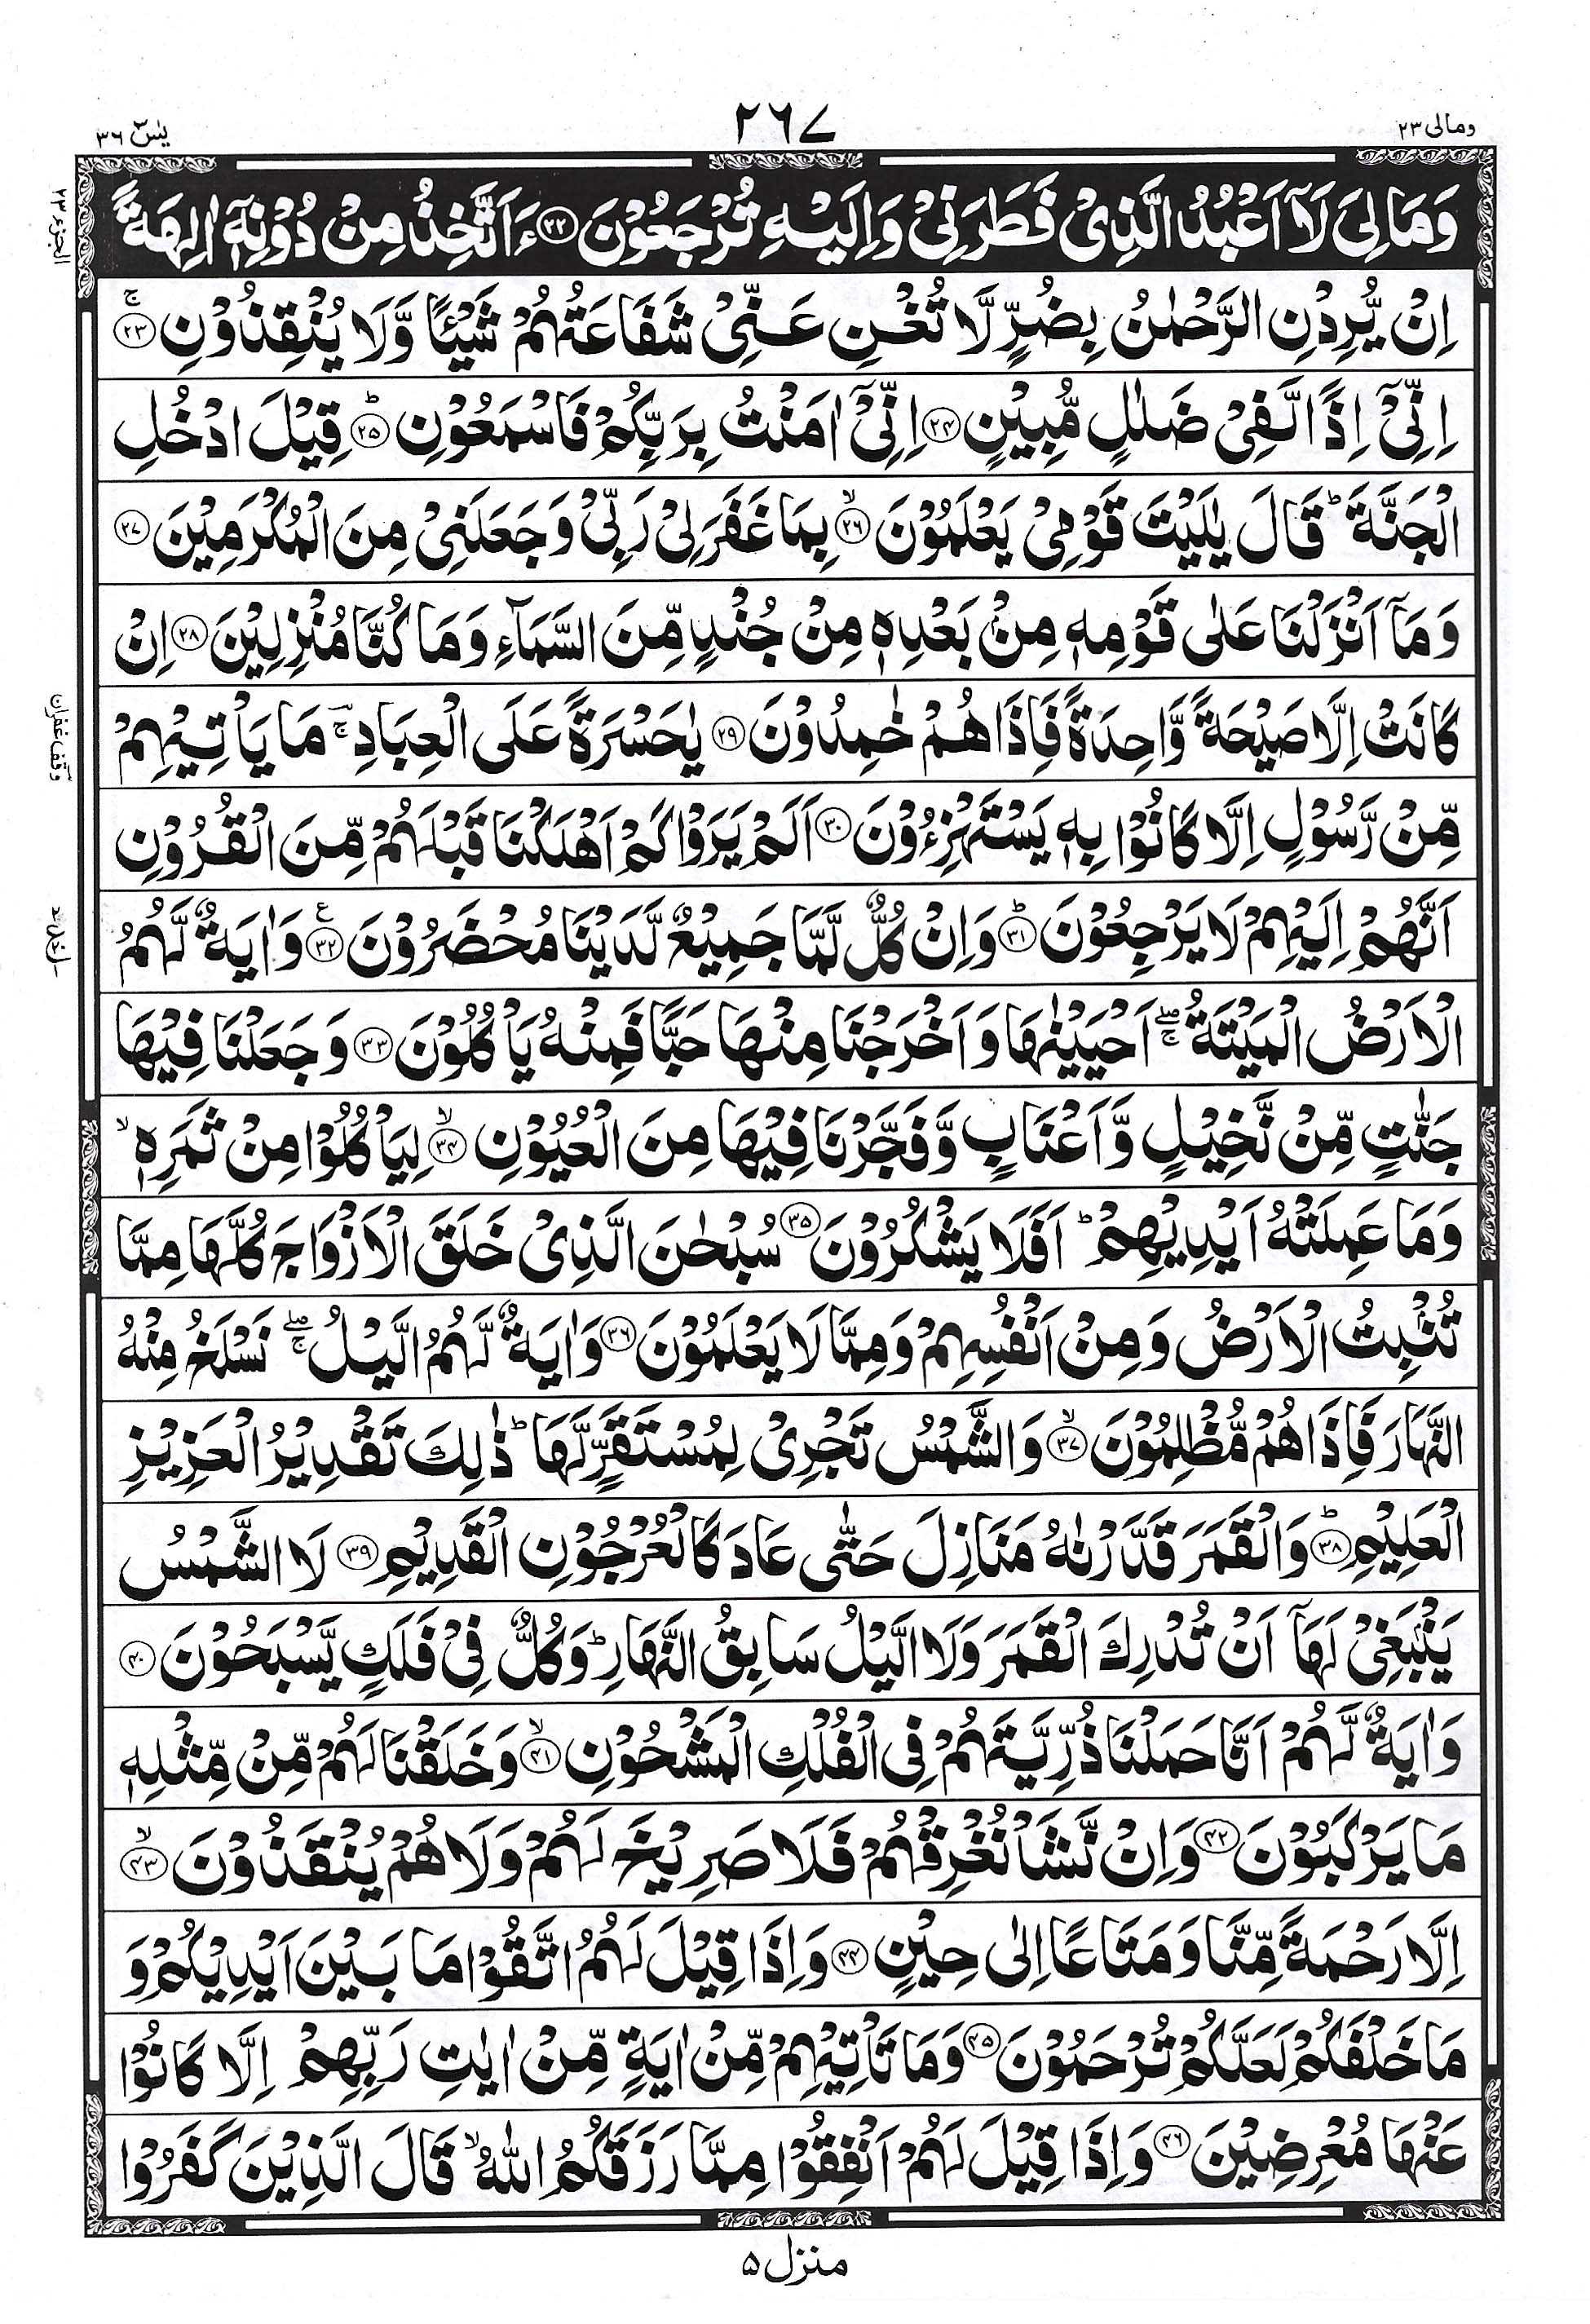 ومالی ٢٣
٢٦٧
یٰسٓ ٣٦
وَمَا لِیَ لَاۤ اَعْبُدُ الَّذِیْ فَطَرَنِیْ وَاِلَیْهِ تُرْجَعُوْنَ ﴿٢٢﴾ ءَاَتَّخِذُ مِنْ دُوْنِهٖۤ اٰلِهَةً
اِنْ یُّرِدْنِ الرَّحْمٰنُ بِضُرٍّ لَّا تُغْنِ عَنِّیْ شَفَاعَتُهُمْ شَیْـًٔا وَّلَا یُنْقِذُوْنِ ۚ﴿٢٣﴾
اِنِّیْۤ اِذًا لَّفِیْ ضَلٰلٍ مُّبِیْنٍ ﴿٢٤﴾ اِنِّیْۤ اٰمَنْتُ بِرَبِّكُمْ فَاسْمَعُوْنِ ؕ﴿٢٥﴾ قِیْلَ ادْخُلِ
الْجَنَّةَ ؕ قَالَ یٰلَیْتَ قَوْمِیْ یَعْلَمُوْنَ ۙ﴿٢٦﴾ بِمَا غَفَرَ لِیْ رَبِّیْ وَجَعَلَنِیْ مِنَ الْمُكْرَمِیْنَ ﴿٢٧﴾
وَمَاۤ اَنْزَلْنَا عَلٰی قَوْمِهٖ مِنْۢ بَعْدِهٖ مِنْ جُنْدٍ مِّنَ السَّمَآءِ وَمَا كُنَّا مُنْزِلِیْنَ ﴿٢٨﴾ اِنْ
كَانَتْ اِلَّا صَیْحَةً وَّاحِدَةً فَاِذَا هُمْ خٰمِدُوْنَ ﴿٢٩﴾ یٰحَسْرَةً عَلَی الْعِبَادِ ۣۚ مَا یَاْتِیْهِمْ
مِّنْ رَّسُوْلٍ اِلَّا كَانُوْا بِهٖ یَسْتَهْزِءُوْنَ ﴿٣٠﴾ اَلَمْ یَرَوْا كَمْ اَهْلَكْنَا قَبْلَهُمْ مِّنَ الْقُرُوْنِ
اَنَّهُمْ اِلَیْهِمْ لَا یَرْجِعُوْنَ ؕ﴿٣١﴾ وَاِنْ كُلٌّ لَّمَّا جَمِیْعٌ لَّدَیْنَا مُحْضَرُوْنَ ﴿٣٢﴾ ع وَاٰیَةٌ لَّهُمُ
الْاَرْضُ الْمَیْتَةُ ۖۚ اَحْیَیْنٰهَا وَاَخْرَجْنَا مِنْهَا حَبًّا فَمِنْهُ یَاْكُلُوْنَ ﴿٣٣﴾ وَجَعَلْنَا فِیْهَا
جَنّٰتٍ مِّنْ نَّخِیْلٍ وَّاَعْنَابٍ وَّفَجَّرْنَا فِیْهَا مِنَ الْعُیُوْنِ ۙ﴿٣٤﴾ لِیَاْكُلُوْا مِنْ ثَمَرِهٖ ۙ
وَمَا عَمِلَتْهُ اَیْدِیْهِمْ ؕ اَفَلَا یَشْكُرُوْنَ ﴿٣٥﴾ سُبْحٰنَ الَّذِیْ خَلَقَ الْاَزْوَاجَ كُلَّهَا مِمَّا
تُنْۢبِتُ الْاَرْضُ وَمِنْ اَنْفُسِهِمْ وَمِمَّا لَا یَعْلَمُوْنَ ﴿٣٦﴾ وَاٰیَةٌ لَّهُمُ الَّیْلُ ۖۚ نَسْلَخُ مِنْهُ
النَّهَارَ فَاِذَا هُمْ مُّظْلِمُوْنَ ۙ﴿٣٧﴾ وَالشَّمْسُ تَجْرِیْ لِمُسْتَقَرٍّ لَّهَا ؕ ذٰلِكَ تَقْدِیْرُ الْعَزِیْزِ
الْعَلِیْمِ ؕ﴿٣٨﴾ وَالْقَمَرَ قَدَّرْنٰهُ مَنَازِلَ حَتّٰی عَادَ كَالْعُرْجُوْنِ الْقَدِیْمِ ﴿٣٩﴾ لَا الشَّمْسُ
یَنْۢبَغِیْ لَهَاۤ اَنْ تُدْرِكَ الْقَمَرَ وَلَا الَّیْلُ سَابِقُ النَّهَارِ ؕ وَكُلٌّ فِیْ فَلَكٍ یَّسْبَحُوْنَ ﴿٤٠﴾
وَاٰیَةٌ لَّهُمْ اَنَّا حَمَلْنَا ذُرِّیَّتَهُمْ فِی الْفُلْكِ الْمَشْحُوْنِ ۙ﴿٤١﴾ وَخَلَقْنَا لَهُمْ مِّنْ مِّثْلِهٖ
مَا یَرْكَبُوْنَ ﴿٤٢﴾ وَاِنْ نَّشَاْ نُغْرِقْهُمْ فَلَا صَرِیْخَ لَهُمْ وَلَا هُمْ یُنْقَذُوْنَ ۙ﴿٤٣﴾
اِلَّا رَحْمَةً مِّنَّا وَمَتَاعًا اِلٰی حِیْنٍ ﴿٤٤﴾ وَاِذَا قِیْلَ لَهُمُ اتَّقُوْا مَا بَیْنَ اَیْدِیْكُمْ وَ
مَا خَلْفَكُمْ لَعَلَّكُمْ تُرْحَمُوْنَ ﴿٤٥﴾ وَمَا تَاْتِیْهِمْ مِّنْ اٰیَةٍ مِّنْ اٰیٰتِ رَبِّهِمْ اِلَّا كَانُوْا
عَنْهَا مُعْرِضِیْنَ ﴿٤٦﴾ وَاِذَا قِیْلَ لَهُمْ اَنْفِقُوْا مِمَّا رَزَقَكُمُ اللّٰهُ ۙ قَالَ الَّذِیْنَ كَفَرُوْا
منزل ٥
الجزء ٢٣
وقف غفران